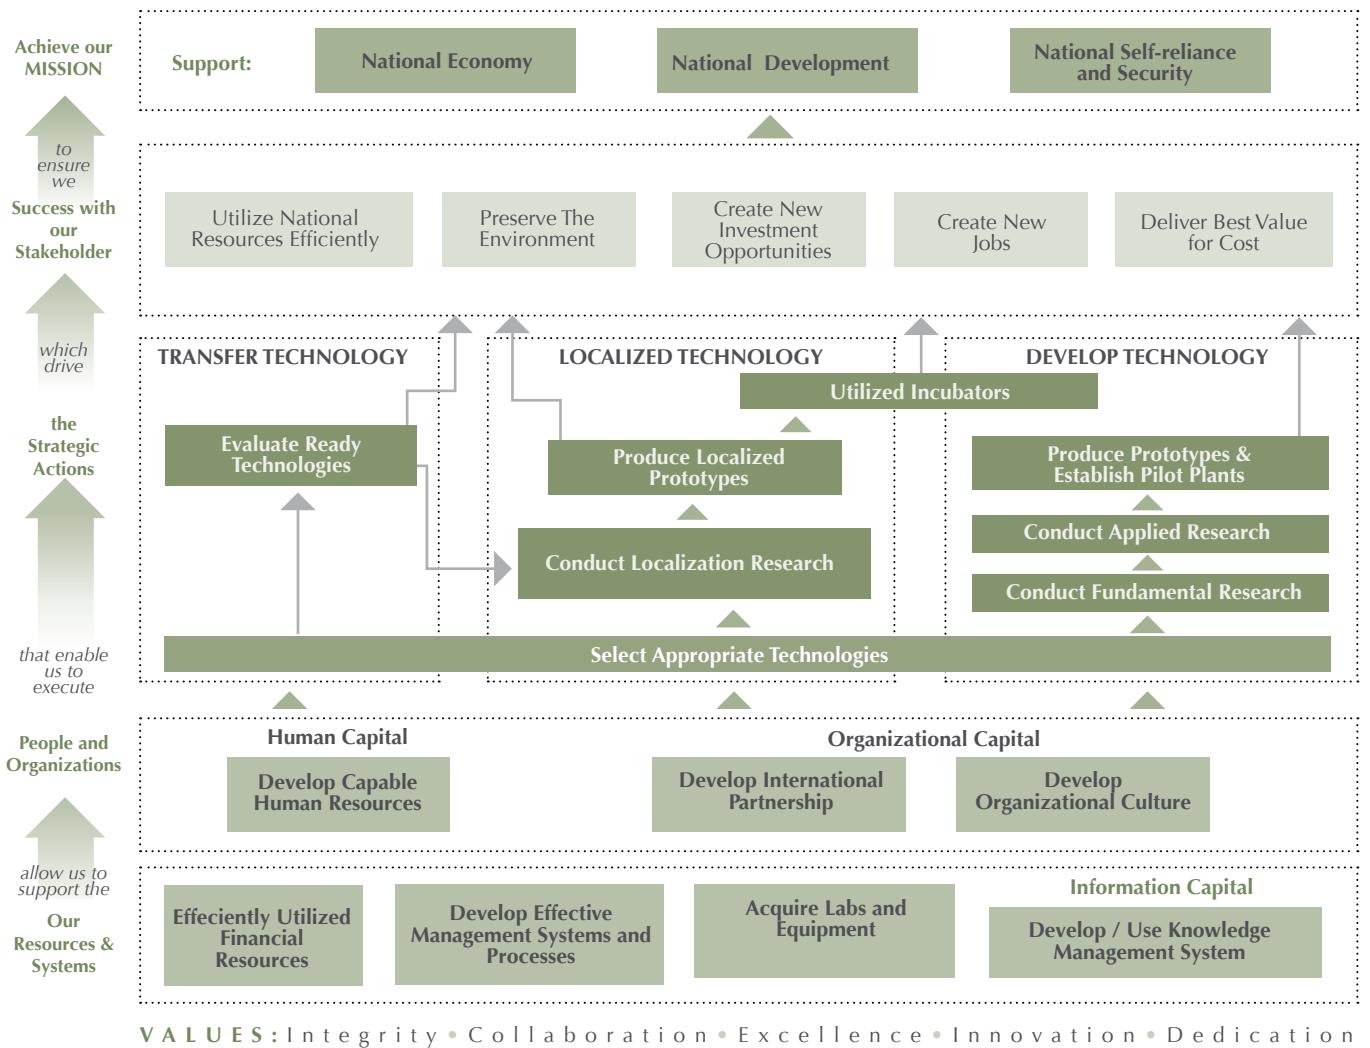 Achieve our
MISSION
Support:
National Economy
National Development
National Self-reliance
and Security
to
ensure
we
Success with
our
Stakeholder
Utilize National
Resources Efficiently
Preserve The
Environment
Create New
Investment
Opportunities
Create New
Jobs
Deliver Best Value
for Cost
which
drive
the
Strategic
Actions
TRANSFER TECHNOLOGY
LOCALIZED TECHNOLOGY
DEVELOP TECHNOLOGY
Utilized Incubators
Evaluate Ready
Technologies
Produce Localized
Prototypes
Produce Prototypes &
Establish Pilot Plants
Conduct Localization Research
Conduct Applied Research
Conduct Fundamental Research
Select Appropriate Technologies
that enable
us to
execute
People and
Organizations
Human Capital
Organizational Capital
Develop Capable
Human Resources
Develop International
Partnership
Develop
Organizational Culture
allow us to
support the
Our
Resources &
Systems
Effeciently Utilized
Financial
Resources
Develop Effective
Management Systems and
Processes
Acquire Labs and
Equipment
Information Capital
Develop / Use Knowledge
Management System
VALUES: Integrity • Collaboration • Excellence • Innovation • Dedication